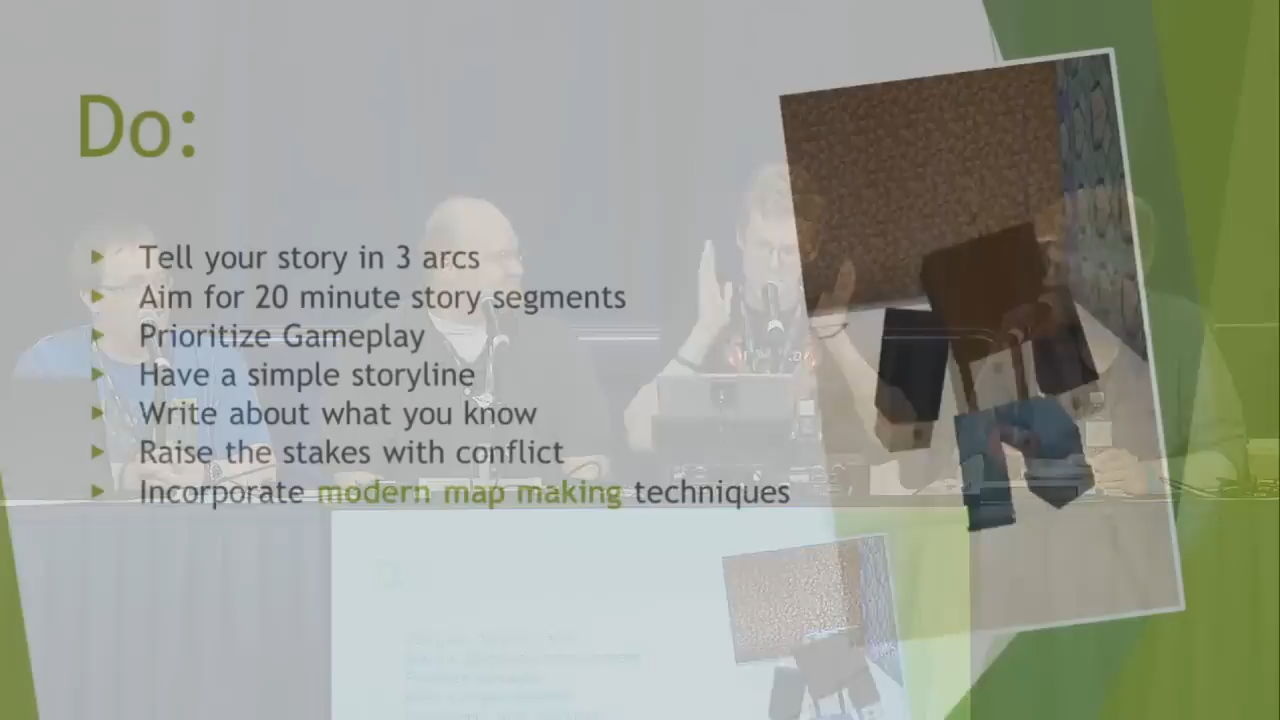 Do:
Tell your story in 3 arcs
Aim for 20 minute story segments
Prioritize Gameplay
Have a simple storyline
Write about what you know
Raise the stakes with conflict
Incorporate modern map making techniques